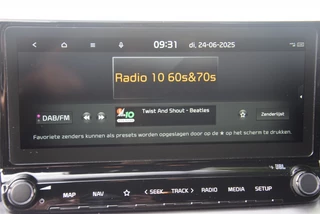 09:31 di, 24-06-2025
Radio 10 60s&70s
DAB/FM 10 Twist And Shout - Beatles Zenderlijst
Favoriete zenders kunnen als presets worden opgeslagen door op de ★ op het scherm te drukken.
JBL
MAP NAV ☆ < SEEK TRACK > RADIO MEDIA SETUP